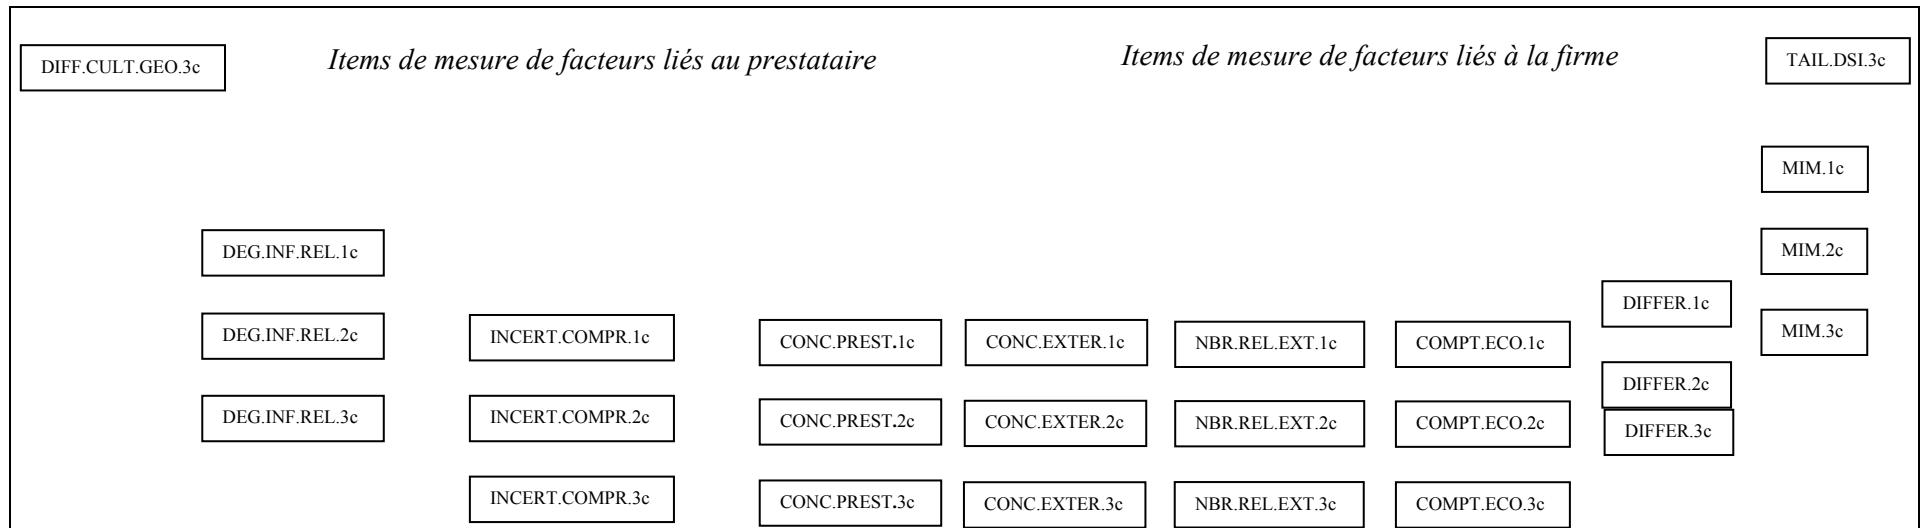 DIFF.CULT.GEO.3c
Items de mesure de facteurs liés au prestataire
Items de mesure de facteurs liés à la firme
TAIL.DSI.3c
MIM.1c
DEG.INF.REL.1c
MIM.2c
DIFFER.1c
DEG.INF.REL.2c
INCERT.COMPR.1c
CONC.PREST.1c
CONC.EXTER.1c
NBR.REL.EXT.1c
COMPT.ECO.1c
MIM.3c
DIFFER.2c
DEG.INF.REL.3c
INCERT.COMPR.2c
CONC.PREST.2c
CONC.EXTER.2c
NBR.REL.EXT.2c
COMPT.ECO.2c
DIFFER.3c
INCERT.COMPR.3c
CONC.PREST.3c
CONC.EXTER.3c
NBR.REL.EXT.3c
COMPT.ECO.3c